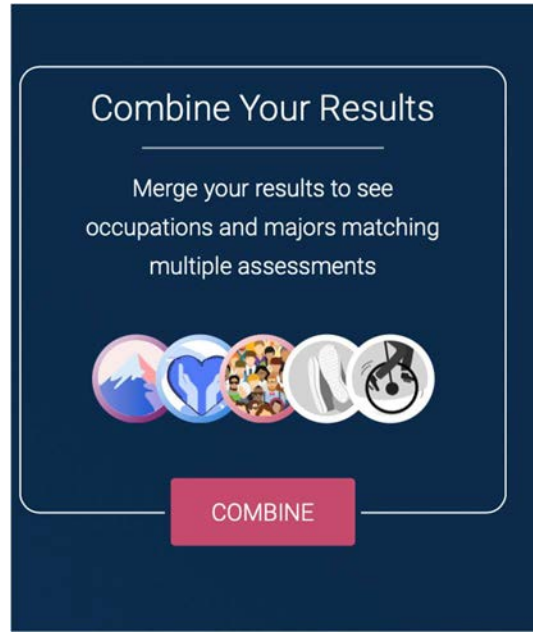 Combine Your Results
Merge your results to see
occupations and majors matching
multiple assessments
COMBINE